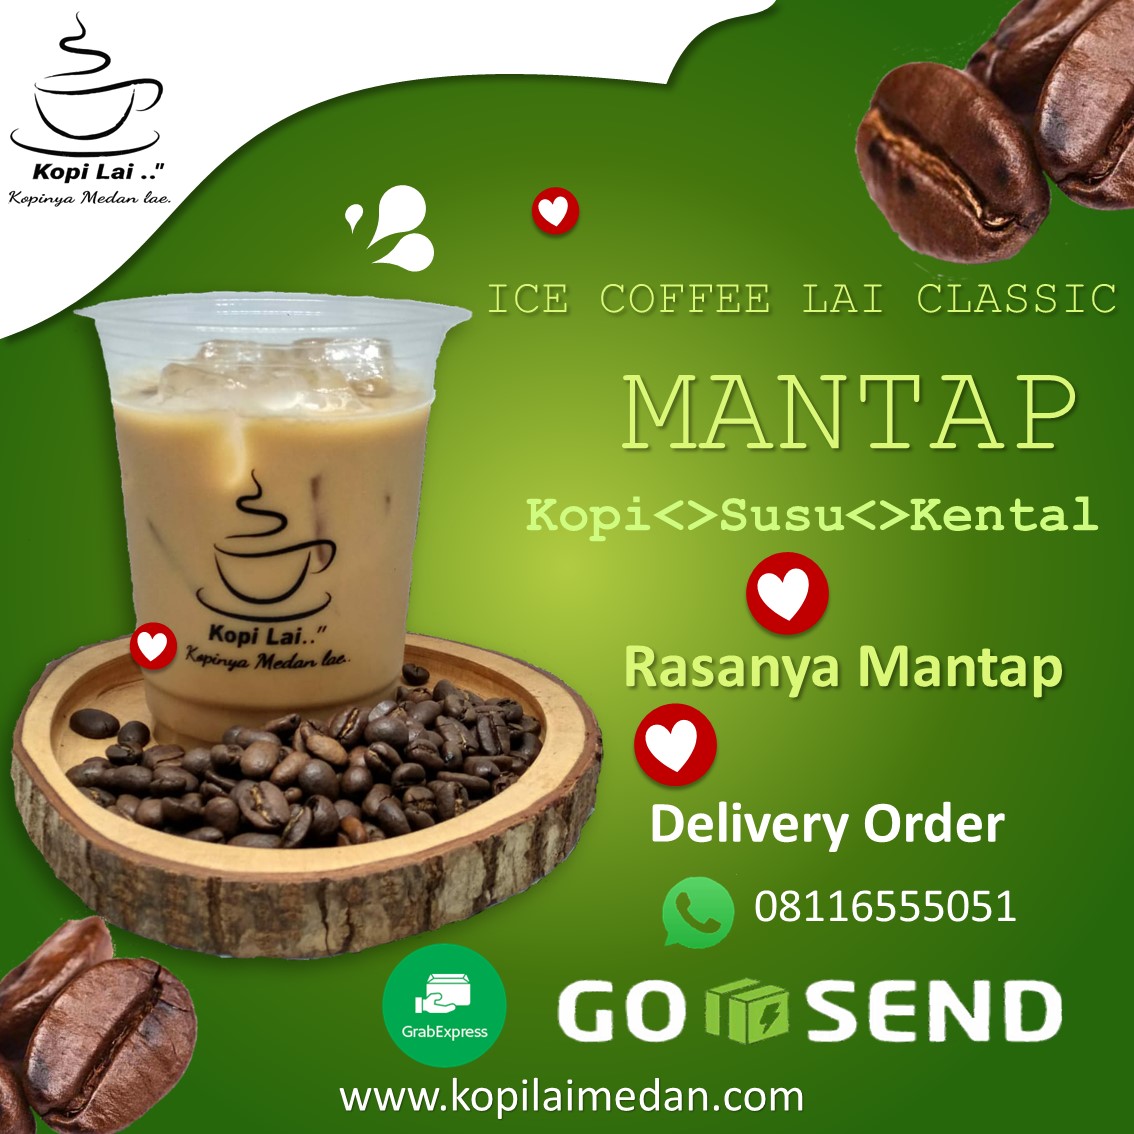 Kopi Lai .."
Kopinya Medan lae.
ICE COFFEE LAI CLASSIC
MANTAP
Kopi<>Susu<>Kental
Kopi Lai.."
Kopinya Medan lae..
Rasanya Mantap
Delivery Order
08116555051
GrabExpress
GO SEND
www.kopilaimedan.com